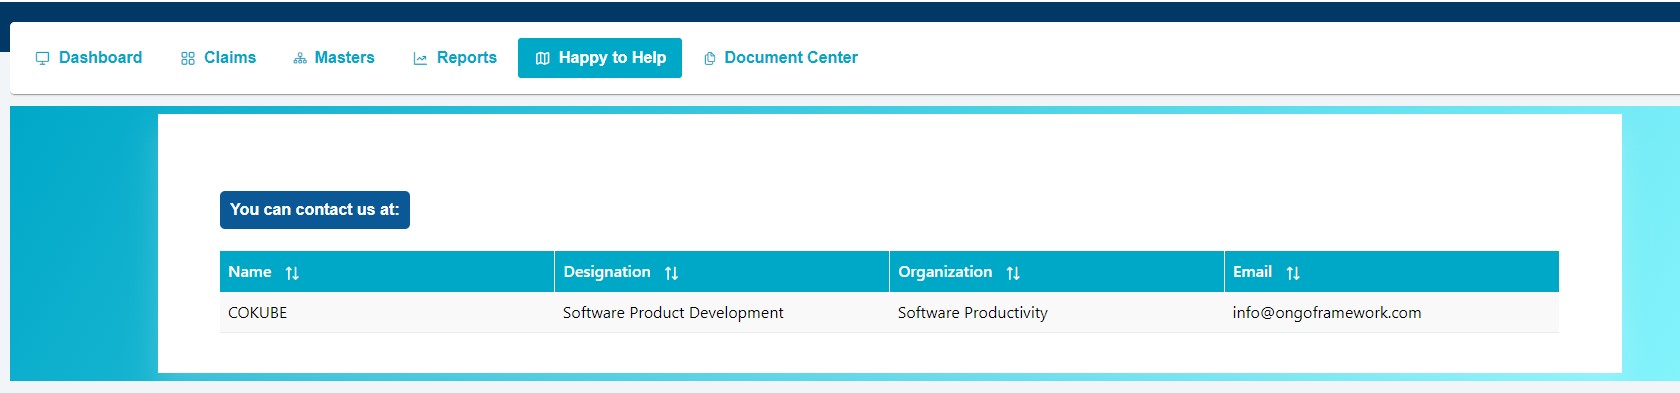 Dashboard Claims Masters Reports Happy to Help Document Center
You can contact us at:
Name Designation Organization Email
COKUBE Software Product Development Software Productivity info@ongoframework.com